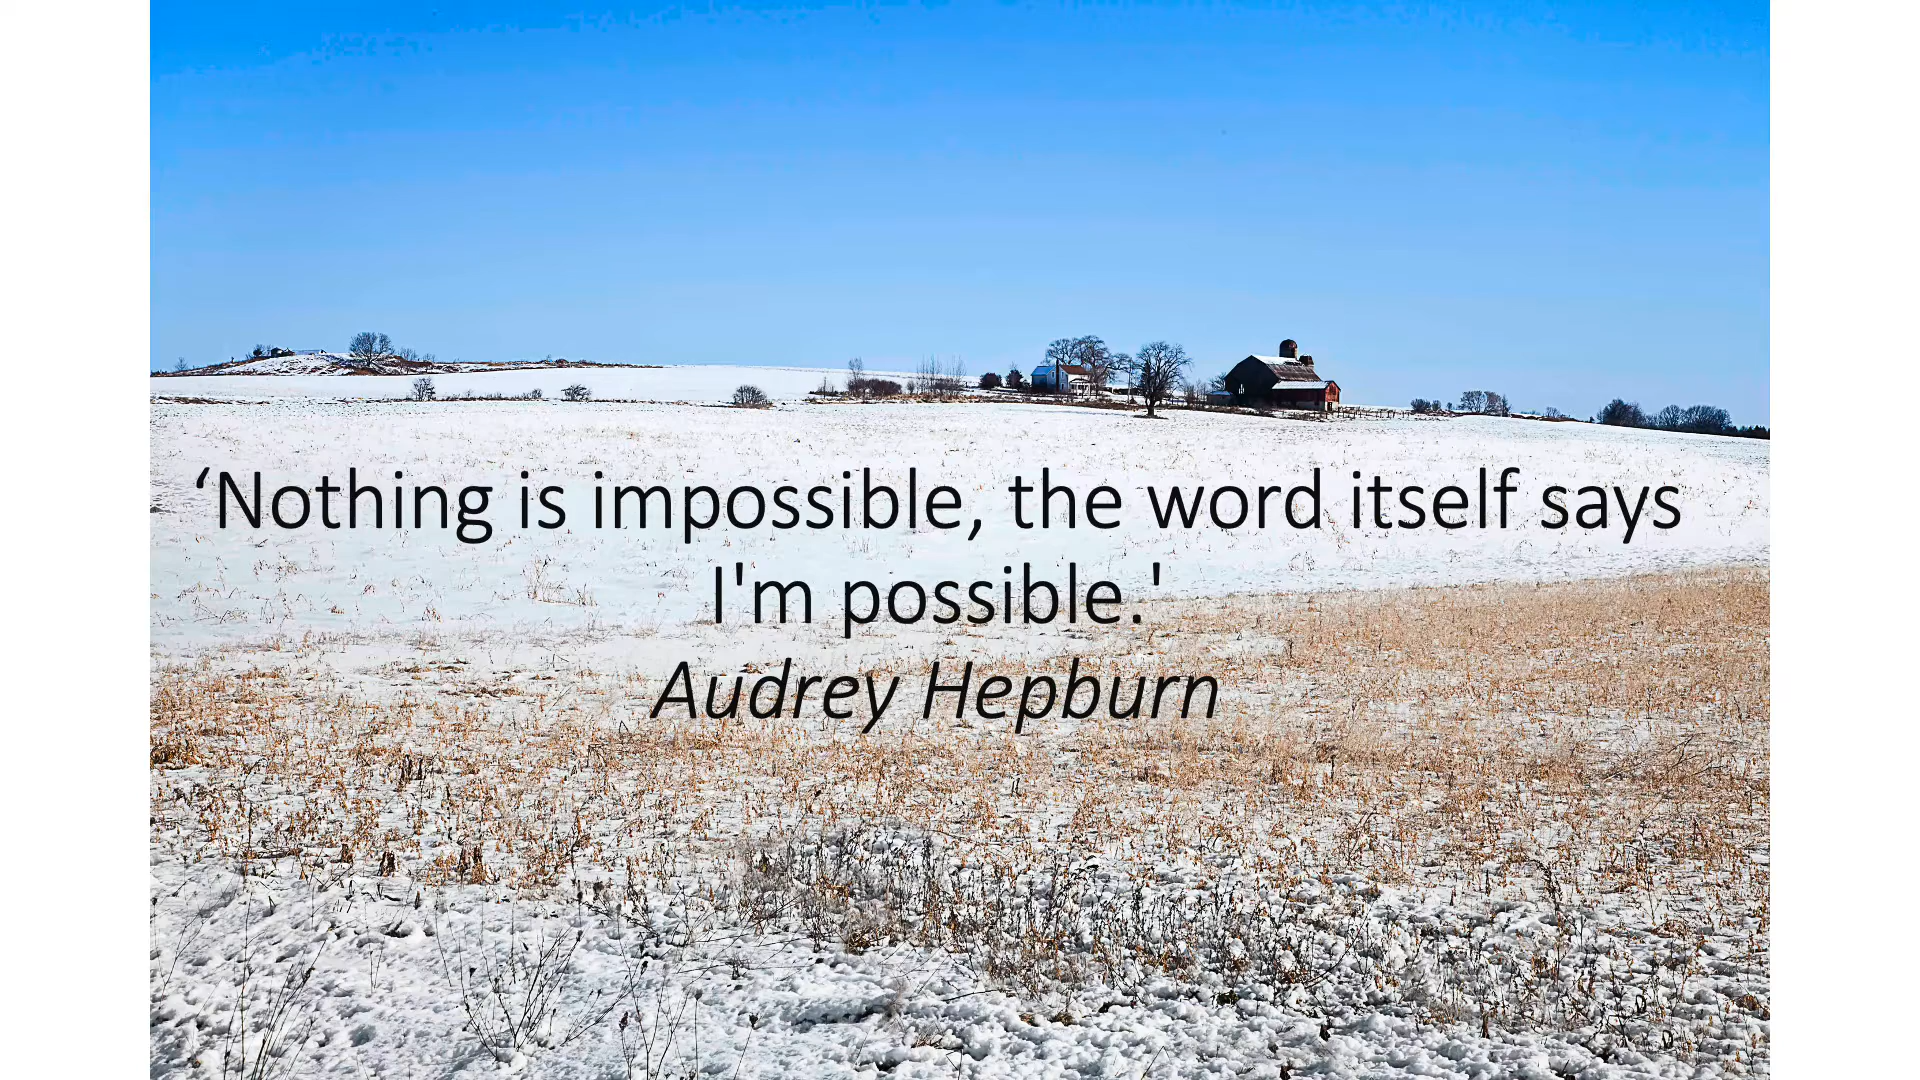 ‘Nothing is impossible, the word itself says
I'm possible.'
Audrey Hepburn